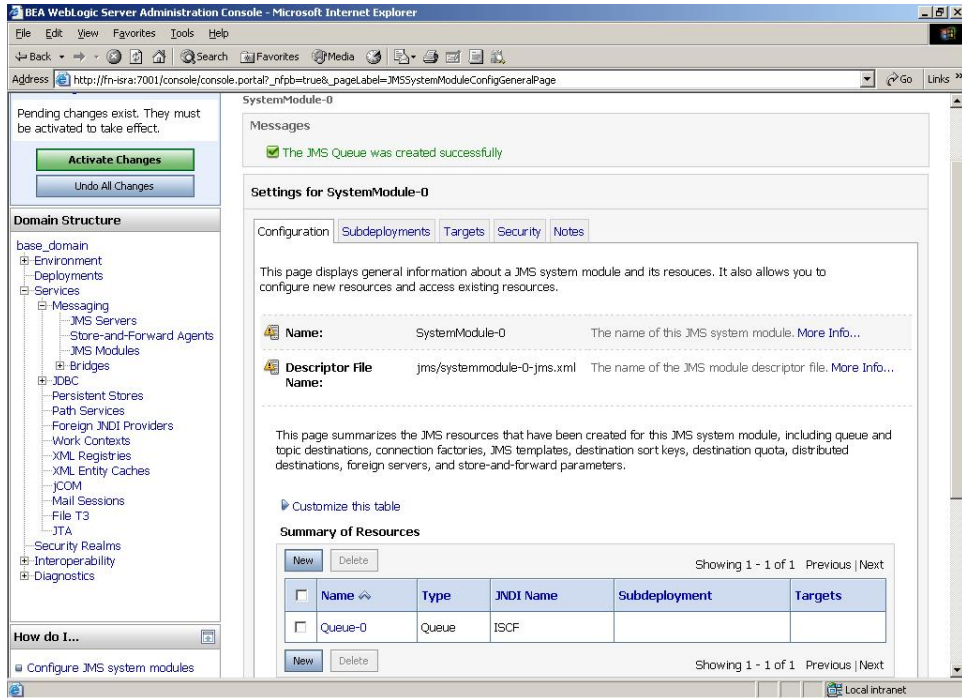 BEA WebLogic Server Administration Console - Microsoft Internet Explorer
File Edit View Favorites Tools Help
Back Search Favorites Media
Address http://fn-isra:7001/console/console.portal?_nfpb=true&_pageLabel=JMSSystemModuleConfigGeneralPage Go Links »
Pending changes exist. They must
be activated to take effect.
Activate Changes
Undo All Changes
Domain Structure
base_domain
Environment
Deployments
Services
Messaging
JMS Servers
Store-and-Forward Agents
JMS Modules
Bridges
JDBC
Persistent Stores
Path Services
Foreign JNDI Providers
Work Contexts
XML Registries
XML Entity Caches
jCOM
Mail Sessions
File T3
JTA
Security Realms
Interoperability
Diagnostics
How do I...
Configure JMS system modules
SystemModule-0
Messages
The JMS Queue was created successfully
Settings for SystemModule-0
Configuration Subdeployments Targets Security Notes
This page displays general information about a JMS system module and its resouces. It also allows you to
configure new resources and access existing resources.
Name: SystemModule-0 The name of this JMS system module. More Info...
Descriptor File jms/systemmodule-0-jms.xml The name of the JMS module descriptor file. More Info...
Name:
This page summarizes the JMS resources that have been created for this JMS system module, including queue and
topic destinations, connection factories, JMS templates, destination sort keys, destination quota, distributed
destinations, foreign servers, and store-and-forward parameters.
Customize this table
Summary of Resources
New Delete Showing 1 - 1 of 1 Previous | Next
Name Type JNDI Name Subdeployment Targets
Queue-0 Queue ISCF
New Delete Showing 1 - 1 of 1 Previous | Next
Local intranet